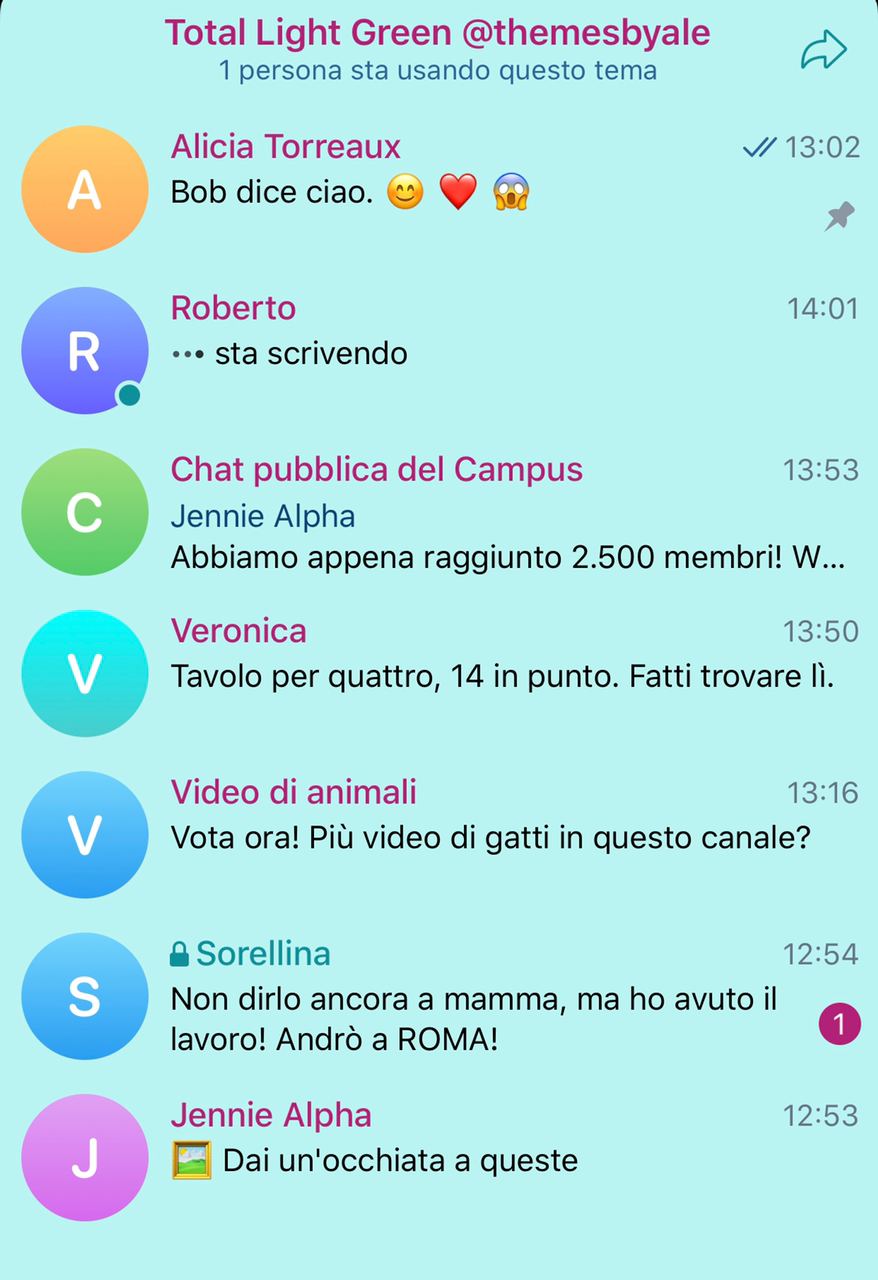 Total Light Green @themesbyale
1 persona sta usando questo tema
A
Alicia Torreaux
13:02
Bob dice ciao. 😊 ❤️ 😱
R
Roberto
14:01
••• sta scrivendo
C
Chat pubblica del Campus
13:53
Jennie Alpha
Abbiamo appena raggiunto 2.500 membri! W...
V
Veronica
13:50
Tavolo per quattro, 14 in punto. Fatti trovare lì.
V
Video di animali
13:16
Vota ora! Più video di gatti in questo canale?
S
Sorellina
12:54
Non dirlo ancora a mamma, ma ho avuto il
lavoro! Andrò a ROMA!
1
J
Jennie Alpha
12:53
🖼️ Dai un'occhiata a queste